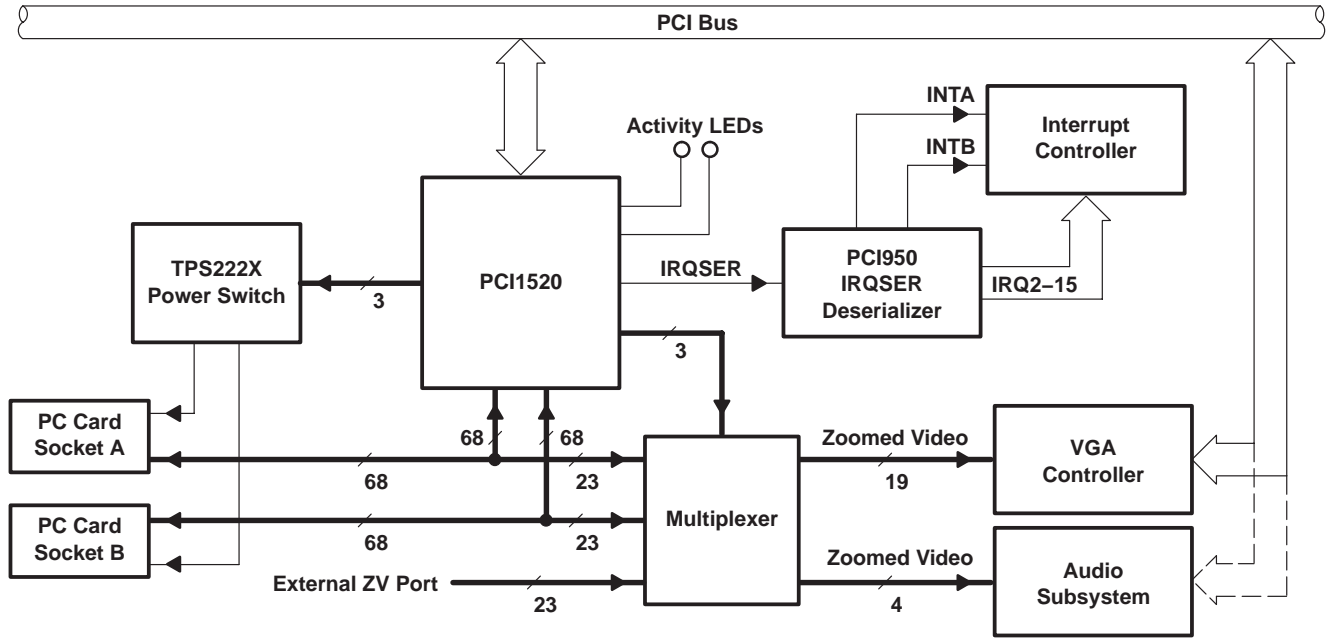 PCI Bus
Activity LEDs
INTA
INTB
Interrupt
Controller
TPS222X
Power Switch
3
PCI1520
IRQSER
PCI950
IRQSER
Deserializer
IRQ2–15
3
PC Card
Socket A
68
68
68
23
Zoomed Video
19
VGA
Controller
PC Card
Socket B
68
23
Multiplexer
External ZV Port
23
Zoomed Video
4
Audio
Subsystem